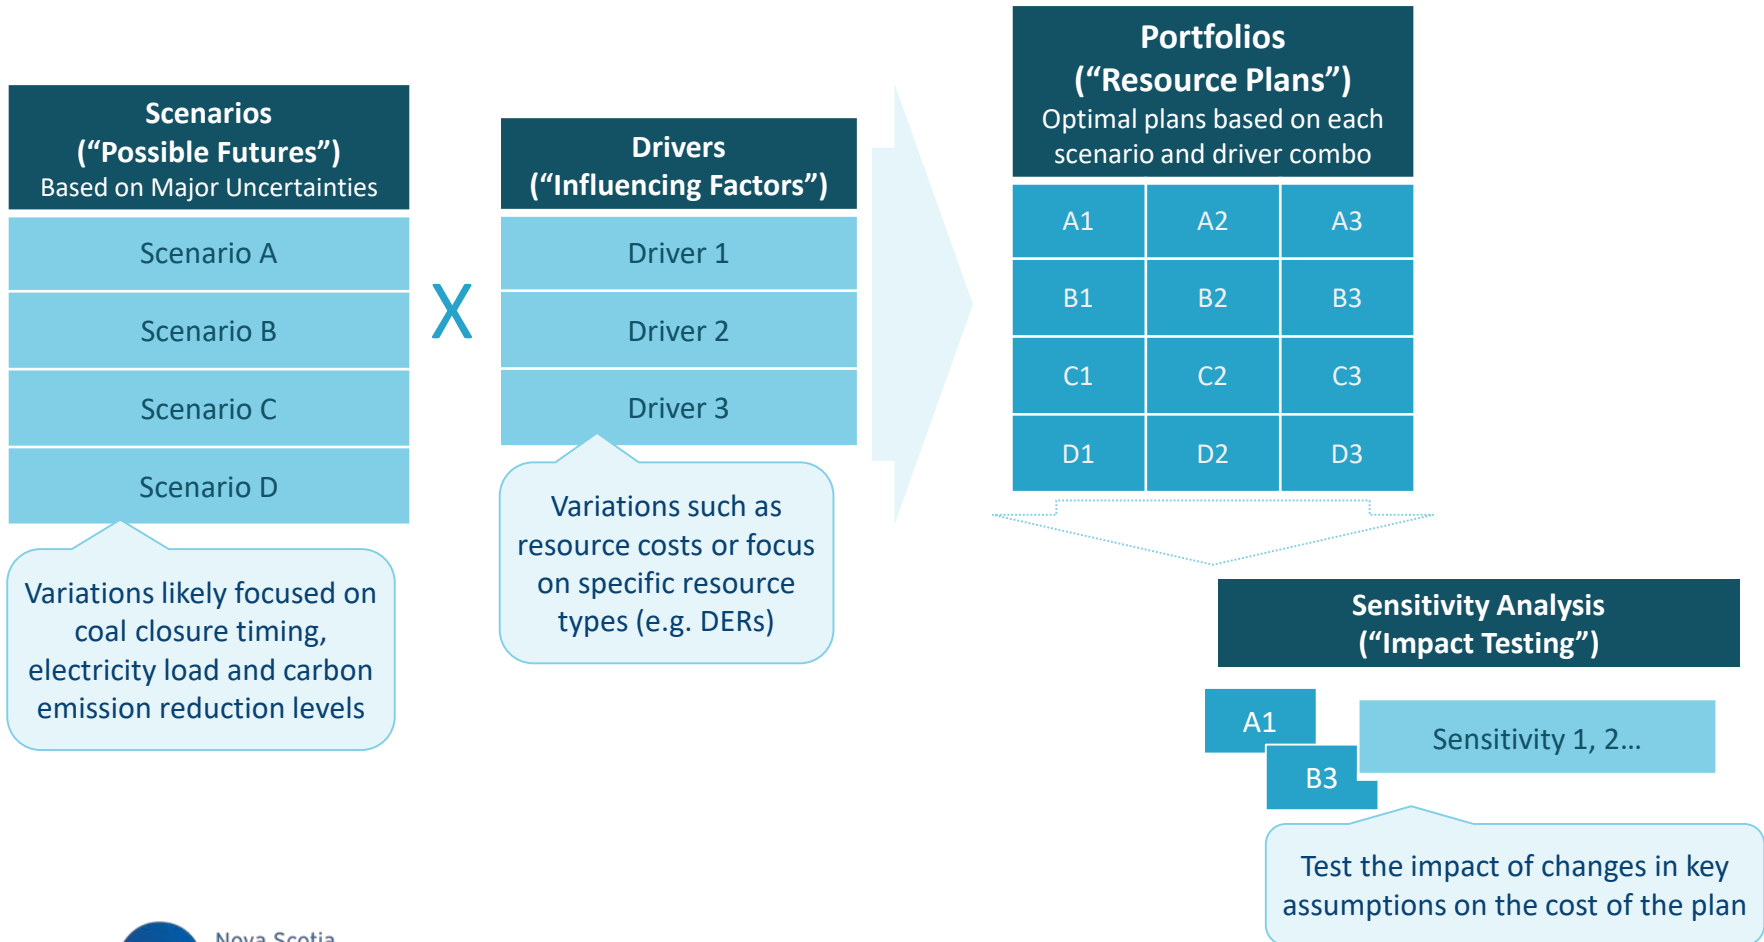 Scenarios
(“Possible Futures”)
Based on Major Uncertainties
Scenario A
Scenario B
Scenario C
Scenario D
Variations likely focused on
coal closure timing,
electricity load and carbon
emission reduction levels
X
Drivers
(“Influencing Factors”)
Driver 1
Driver 2
Driver 3
Variations such as
resource costs or focus
on specific resource
types (e.g. DERs)
Portfolios
(“Resource Plans”)
Optimal plans based on each
scenario and driver combo
A1 A2 A3
B1 B2 B3
C1 C2 C3
D1 D2 D3
Sensitivity Analysis
(“Impact Testing”)
A1
B3
Sensitivity 1, 2…
Test the impact of changes in key
assumptions on the cost of the plan
Nova Scotia